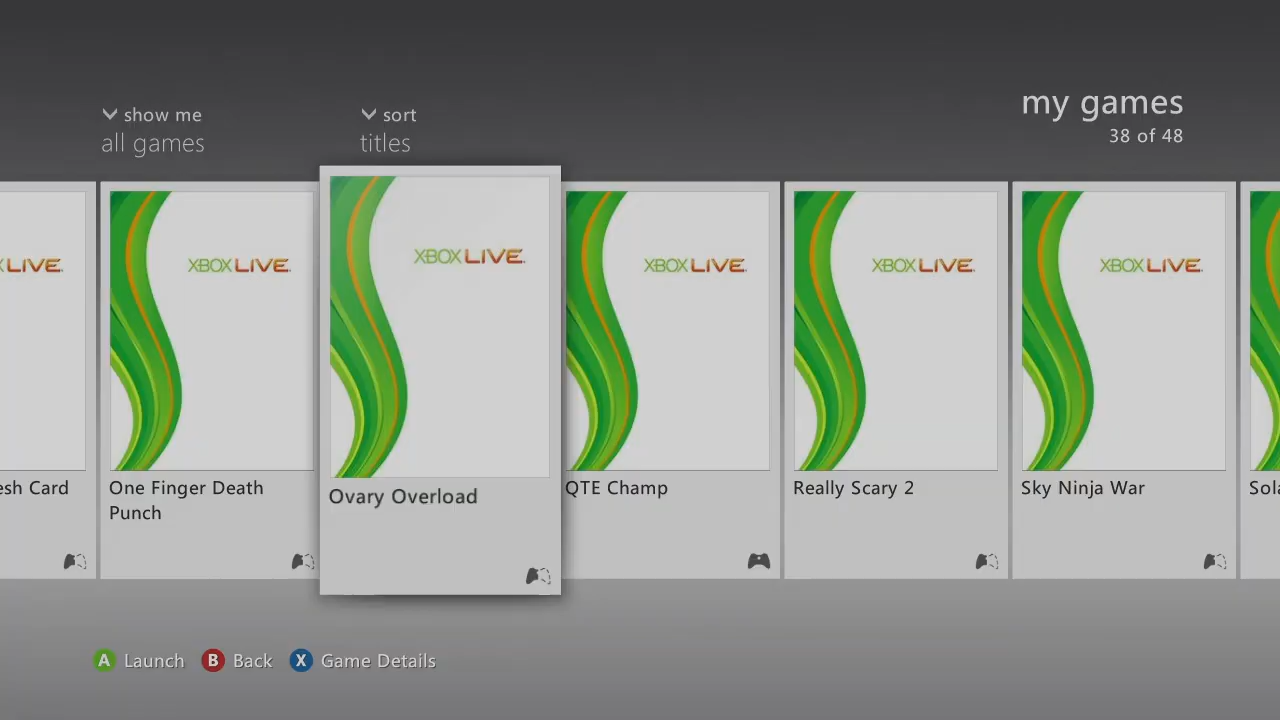 show me
all games
sort
titles
my games
38 of 48
XBOX LIVE
XBOX LIVE
XBOX LIVE
XBOX LIVE
XBOX LIVE
LIVE
esh Card
One Finger Death
Punch
Ovary Overload
QTE Champ
Really Scary 2
Sky Ninja War
Sola
A Launch B Back X Game Details